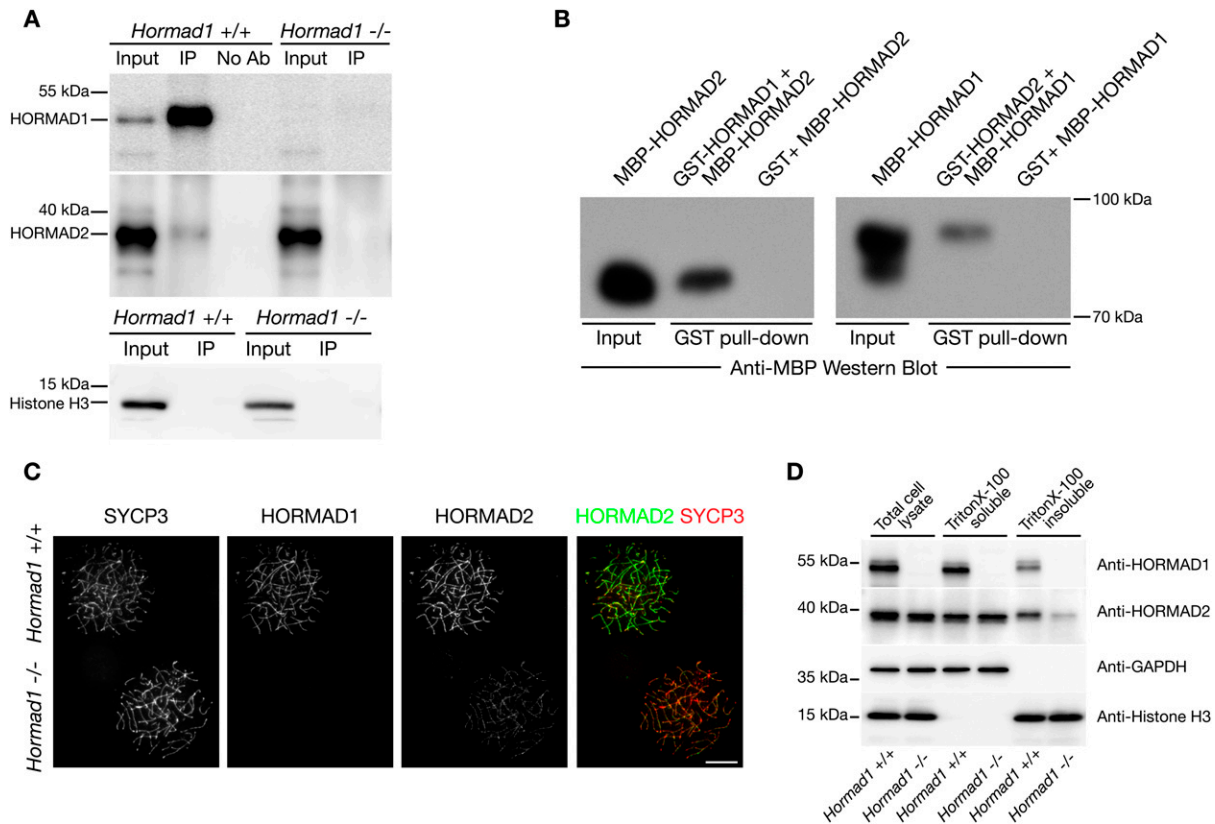 A
Hormad1 +/+ Hormad1 -/-
Input IP No Ab Input IP
55 kDa
HORMAD1
40 kDa
HORMAD2
Hormad1 +/+ Hormad1 -/-
Input IP Input IP
15 kDa
Histone H3
B
MBP-HORMAD2
GST-HORMAD1 +
MBP-HORMAD2
GST+ MBP-HORMAD2
MBP-HORMAD1
GST-HORMAD2 +
MBP-HORMAD1
GST+ MBP-HORMAD1
100 kDa
70 kDa
Input GST pull-down Input GST pull-down
Anti-MBP Western Blot
C
SYCP3 HORMAD1 HORMAD2 HORMAD2 SYCP3
Hormad1 +/+
Hormad1 -/-
D
Total cell
lysate
TritonX-100
soluble
TritonX-100
insoluble
55 kDa Anti-HORMAD1
40 kDa Anti-HORMAD2
Anti-GAPDH
35 kDa
15 kDa Anti-Histone H3
Hormad1 +/+
Hormad1 -/-
Hormad1 +/+
Hormad1 -/-
Hormad1 +/+
Hormad1 -/-